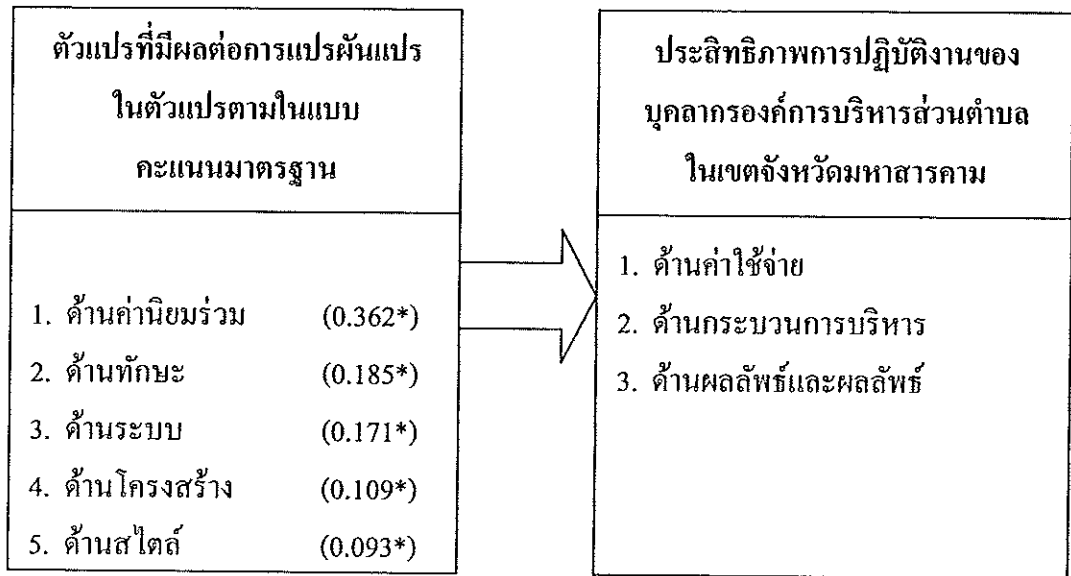 ตัวแปรที่มีผลต่อการแปรผันแปร
ในตัวแปรตามในแบบ
คะแนนมาตรฐาน
1. ด้านค่านิยมร่วม (0.362*)
2. ด้านทักษะ (0.185*)
3. ด้านระบบ (0.171*)
4. ด้านโครงสร้าง (0.109*)
5. ด้านสไตล์ (0.093*)
ประสิทธิภาพการปฏิบัติงานของ
บุคลากรองค์การบริหารส่วนตำบล
ในเขตจังหวัดมหาสารคาม
1. ด้านค่าใช้จ่าย
2. ด้านกระบวนการบริหาร
3. ด้านผลลัพธ์และผลลัพธ์